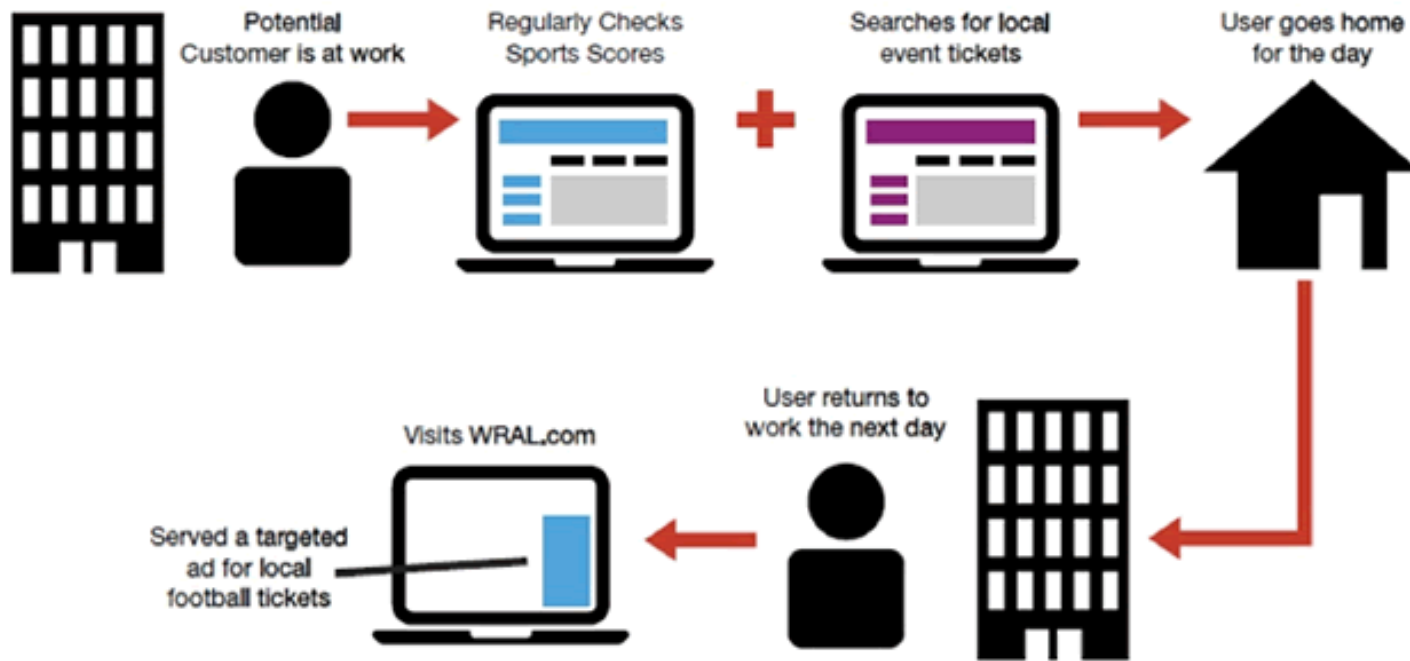 Potential
Customer is at work
Regularly Checks
Sports Scores
Searches for local
event tickets
User goes home
for the day
User returns to
work the next day
Visits WRAL.com
Served a targeted
ad for local
football tickets